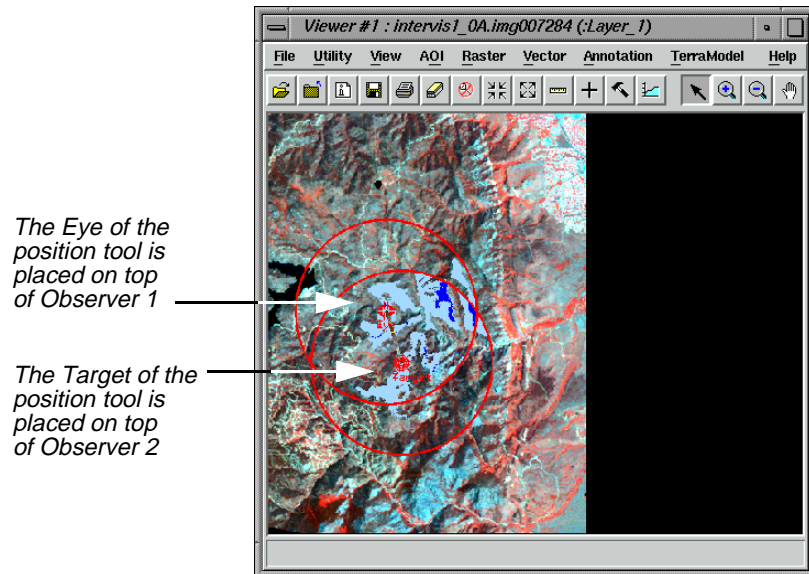 Viewer #1 : intervis1_0A.img007284 (:Layer_1)
File Utility View AOI Raster Vector Annotation TerraModel Help
The Eye of the
position tool is
placed on top
of Observer 1
The Target of the
position tool is
placed on top
of Observer 2
Eye
Target